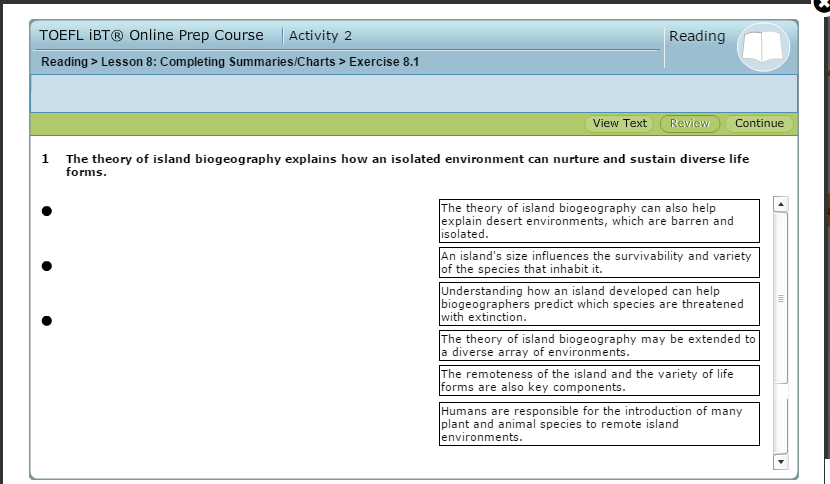 TOEFL iBT® Online Prep Course
Activity 2
Reading
Reading > Lesson 8: Completing Summaries/Charts > Exercise 8.1
View Text
Review
Continue
1 The theory of island biogeography explains how an isolated environment can nurture and sustain diverse life
forms.
The theory of island biogeography can also help
explain desert environments, which are barren and
isolated.
An island's size influences the survivability and variety
of the species that inhabit it.
Understanding how an island developed can help
biogeographers predict which species are threatened
with extinction.
The theory of island biogeography may be extended to
a diverse array of environments.
The remoteness of the island and the variety of life
forms are also key components.
Humans are responsible for the introduction of many
plant and animal species to remote island
environments.